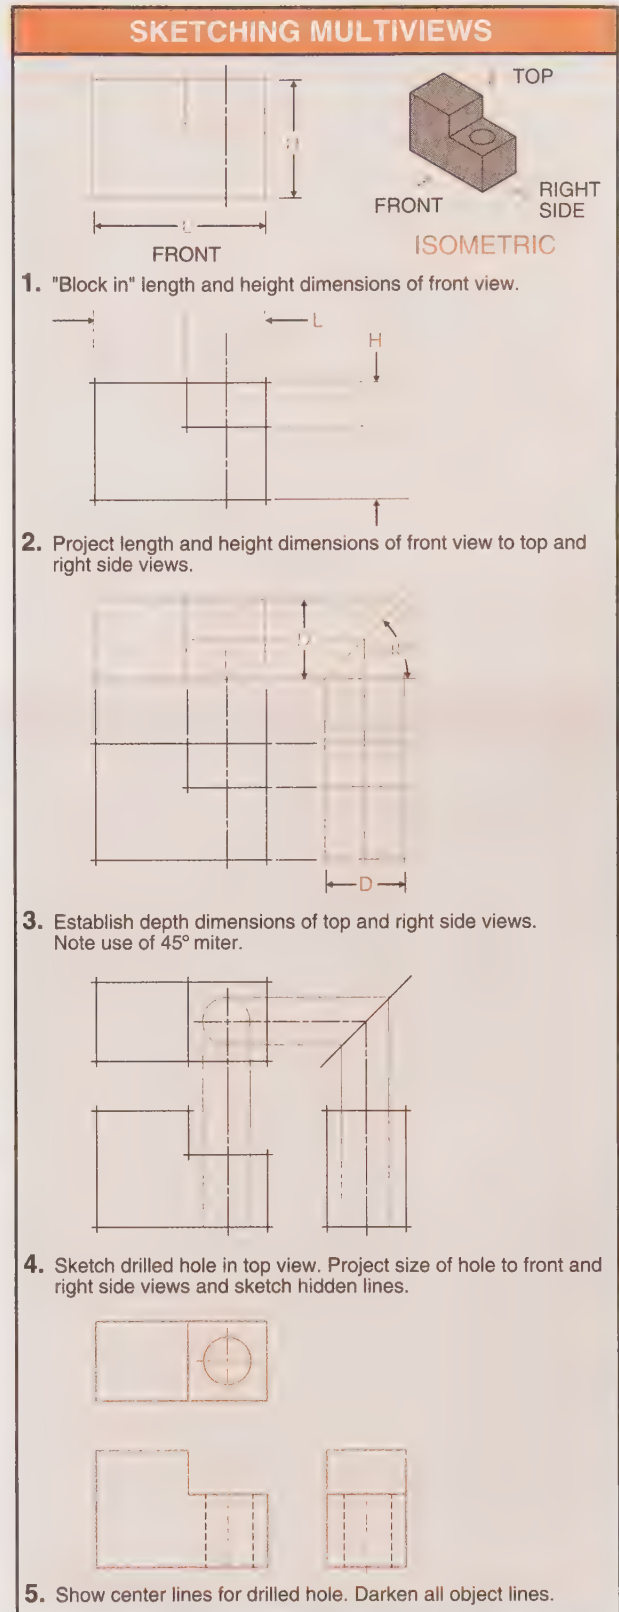 SKETCHING MULTIVIEWS
TOP
FRONT
RIGHT
SIDE
ISOMETRIC
H
L
FRONT
1. "Block in" length and height dimensions of front view.
L
H
2. Project length and height dimensions of front view to top and
right side views.
D
D
3. Establish depth dimensions of top and right side views.
Note use of 45° miter.
4. Sketch drilled hole in top view. Project size of hole to front and
right side views and sketch hidden lines.
5. Show center lines for drilled hole. Darken all object lines.